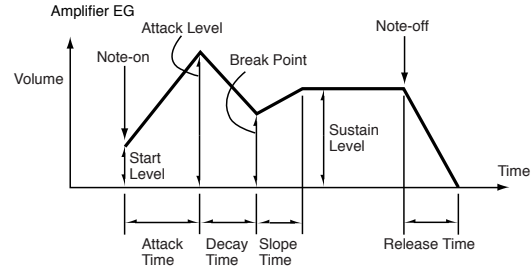 Amplifier EG
Attack Level
Note-off
Note-on
Break Point
Volume
Sustain
Level
Start
Level
Time
Attack
Time
Decay
Time
Slope
Time
Release Time